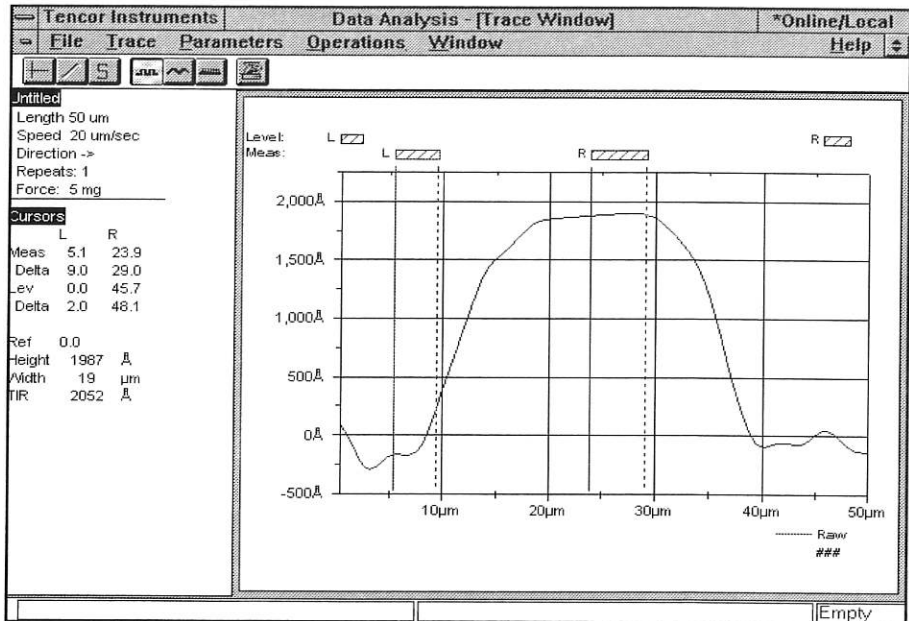 Tencor Instruments Data Analysis - [Trace Window] *Online/Local
File Trace Parameters Operations Window Help
Untitled
Length 50 um
Speed 20 um/sec
Direction ->
Repeats: 1
Force: 5 mg
Cursors
L R
Meas 5.1 23.9
Delta 9.0 29.0
Lev 0.0 45.7
Delta 2.0 48.1
Ref 0.0
Height 1987 Å
Width 19 µm
TIR 2052 Å
Level: L R
Meas: L R
2,000Å
1,500Å
1,000Å
500Å
0Å
-500Å
10µm 20µm 30µm 40µm 50µm
Raw
###
Empty